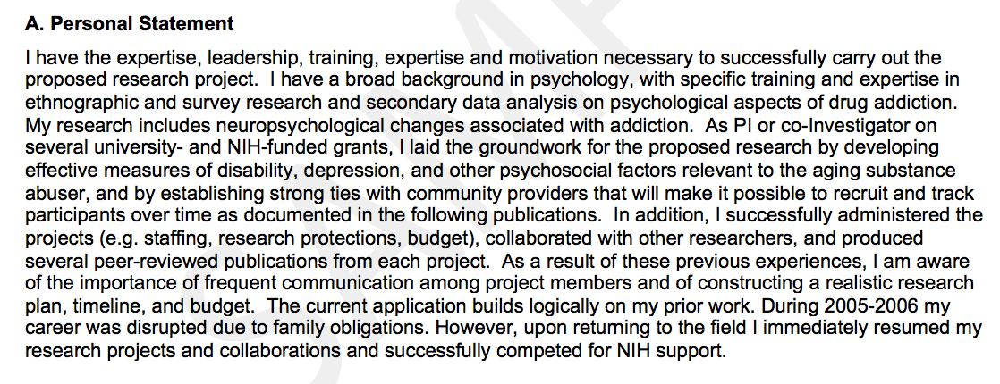 A. Personal Statement
I have the expertise, leadership, training, expertise and motivation necessary to successfully carry out the
proposed research project.  I have a broad background in psychology, with specific training and expertise in
ethnographic and survey research and secondary data analysis on psychological aspects of drug addiction.
My research includes neuropsychological changes associated with addiction.  As PI or co-Investigator on
several university- and NIH-funded grants, I laid the groundwork for the proposed research by developing
effective measures of disability, depression, and other psychosocial factors relevant to the aging substance
abuser, and by establishing strong ties with community providers that will make it possible to recruit and track
participants over time as documented in the following publications.  In addition, I successfully administered the
projects (e.g. staffing, research protections, budget), collaborated with other researchers, and produced
several peer-reviewed publications from each project.  As a result of these previous experiences, I am aware
of the importance of frequent communication among project members and of constructing a realistic research
plan, timeline, and budget.  The current application builds logically on my prior work. During 2005-2006 my
career was disrupted due to family obligations. However, upon returning to the field I immediately resumed my
research projects and collaborations and successfully competed for NIH support.